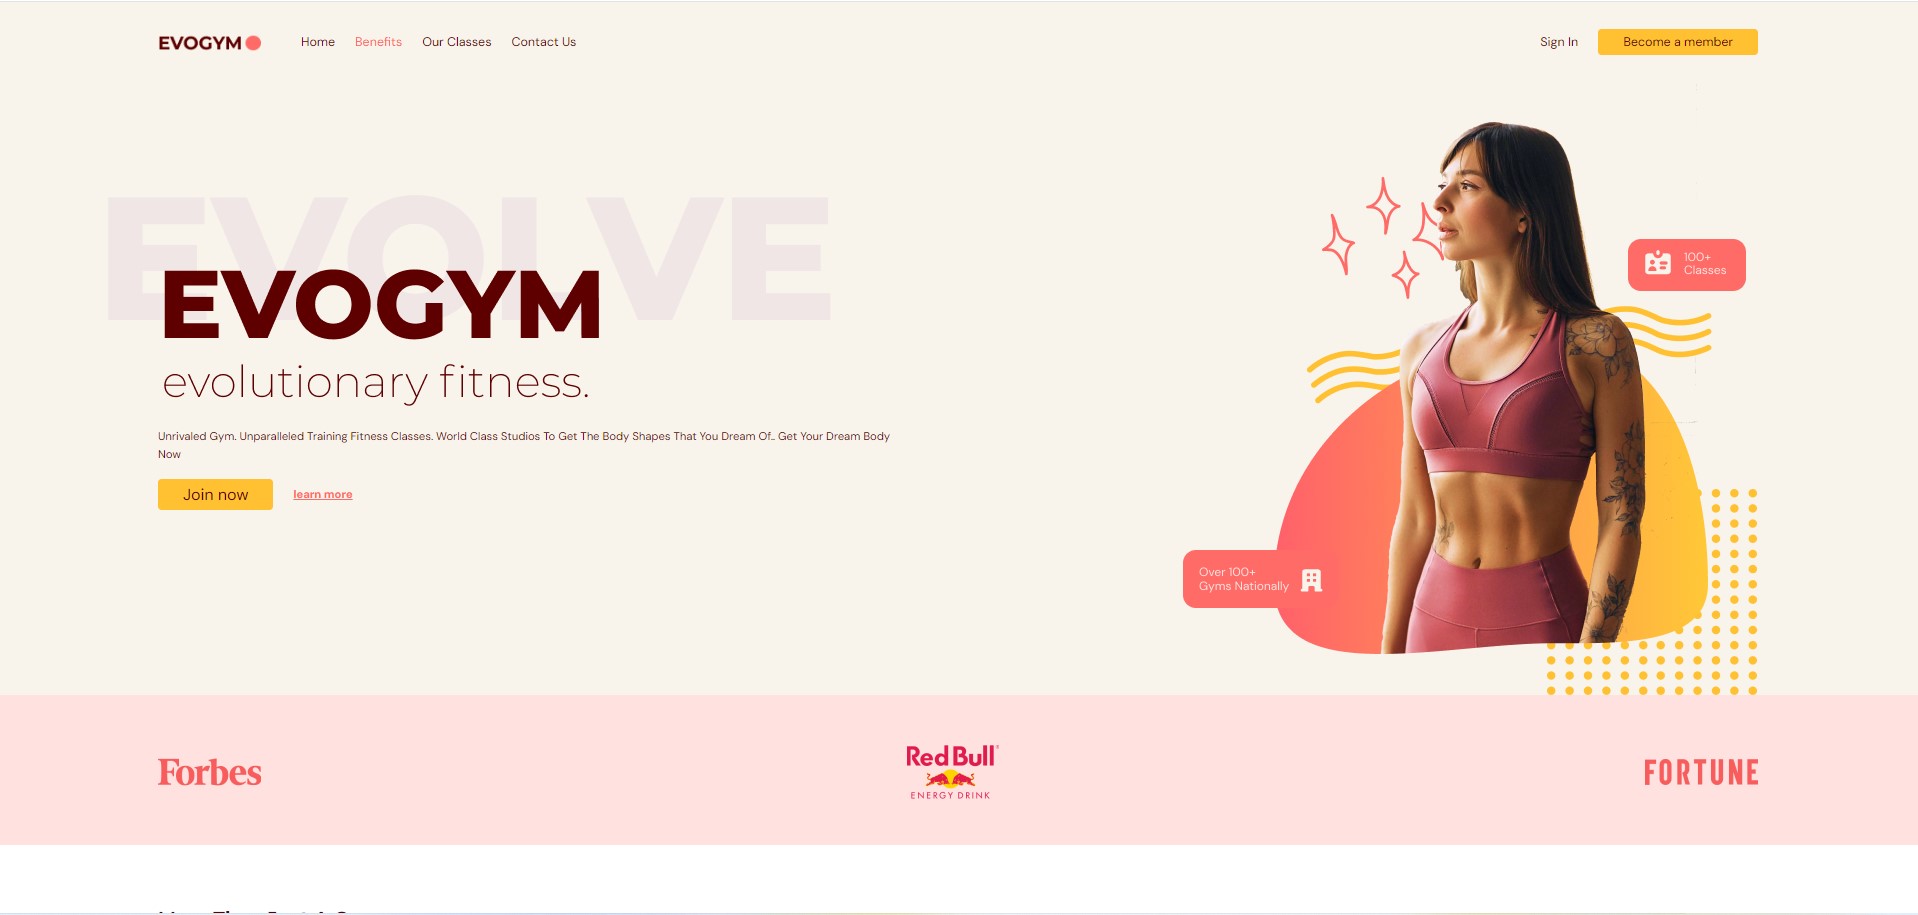 EVOGYM Home Benefits Our Classes Contact Us Sign In Become a member
EVOLVE
EVOGYM
evolutionary fitness.
Unrivaled Gym. Unparalleled Training Fitness Classes. World Class Studios To Get The Body Shapes That You Dream Of.. Get Your Dream Body
Now
Join now learn more
100+
Classes
Over 100+
Gyms Nationally
Forbes
Red Bull
ENERGY DRINK
FORTUNE